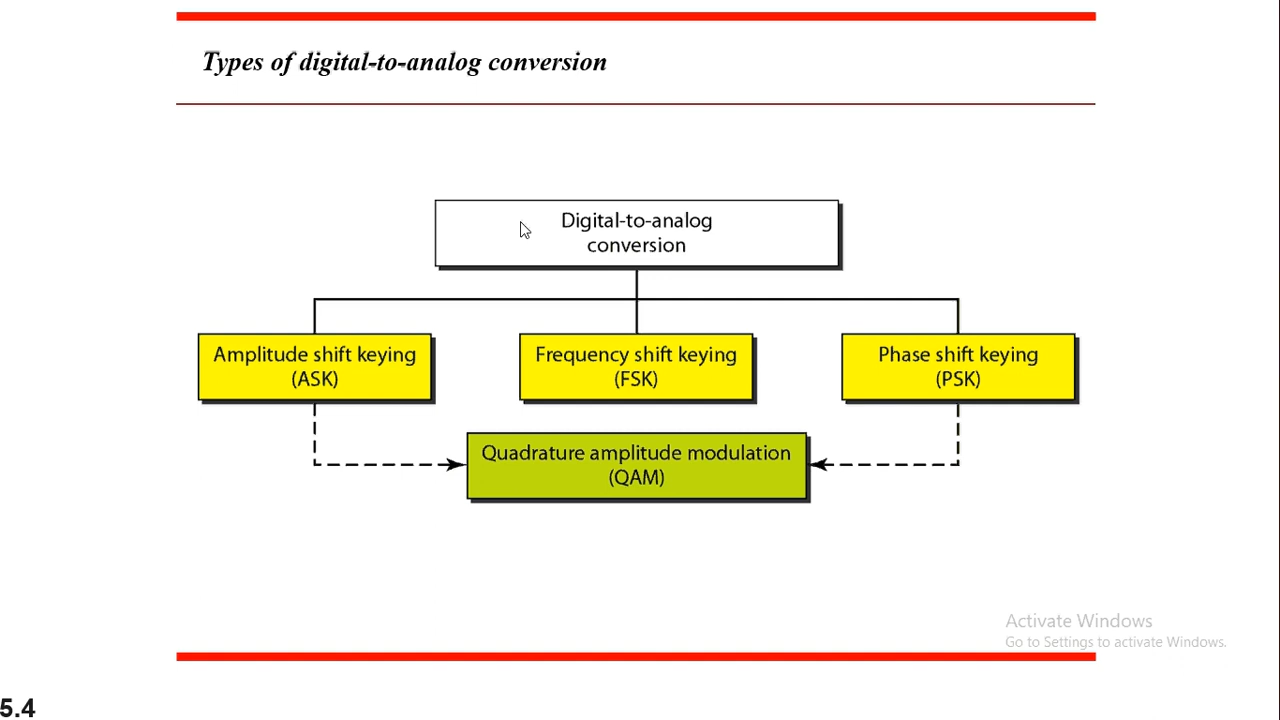 Types of digital-to-analog conversion
Digital-to-analog
conversion
Amplitude shift keying
(ASK)
Frequency shift keying
(FSK)
Phase shift keying
(PSK)
Quadrature amplitude modulation
(QAM)
Activate Windows
Go to Settings to activate Windows.
5.4